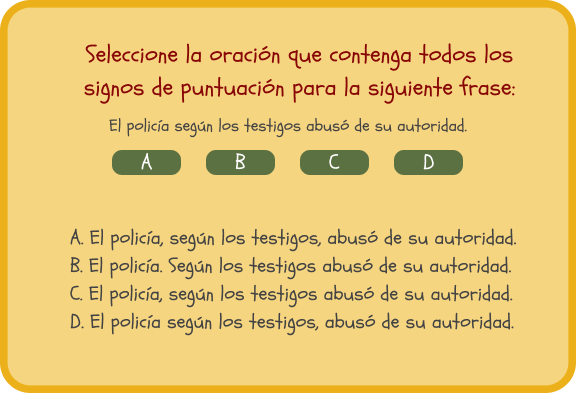 Seleccione la oración que contenga todos los
signos de puntuación para la siguiente frase:
El policía según los testigos abusó de su autoridad.
A B C D
A. El policía, según los testigos, abusó de su autoridad.
B. El policía. Según los testigos abusó de su autoridad.
C. El policía, según los testigos abusó de su autoridad.
D. El policía según los testigos, abusó de su autoridad.